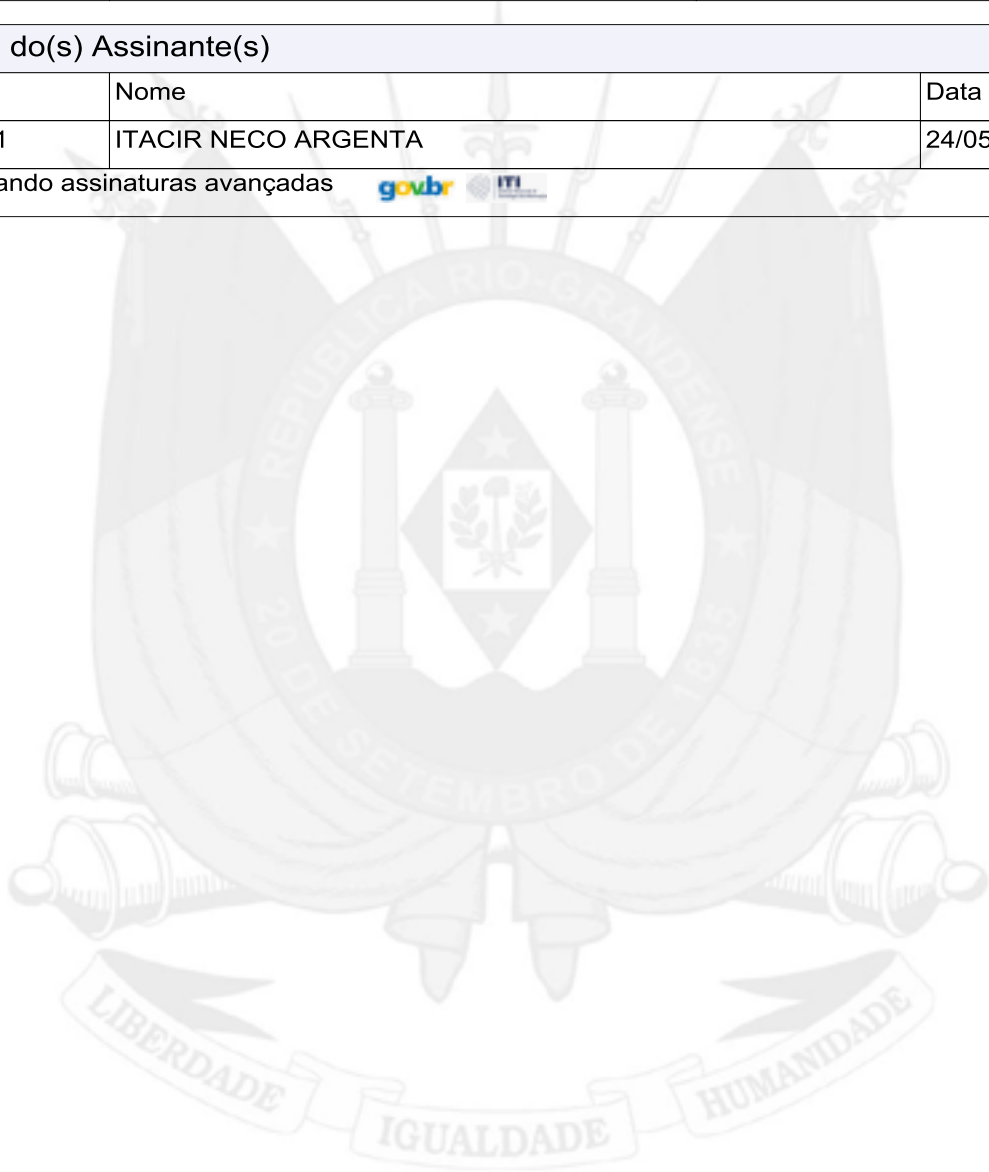 do(s) Assinante(s)
Nome
Data
1
ITACIR NECO ARGENTA
24/05
ando assinaturas avançadas
gov.br
ITI
REPUBLICA RIO-GRANDENSE
20 DE SETEMBRO DE 1835
LIBERDADE
IGUALDADE
HUMANIDADE